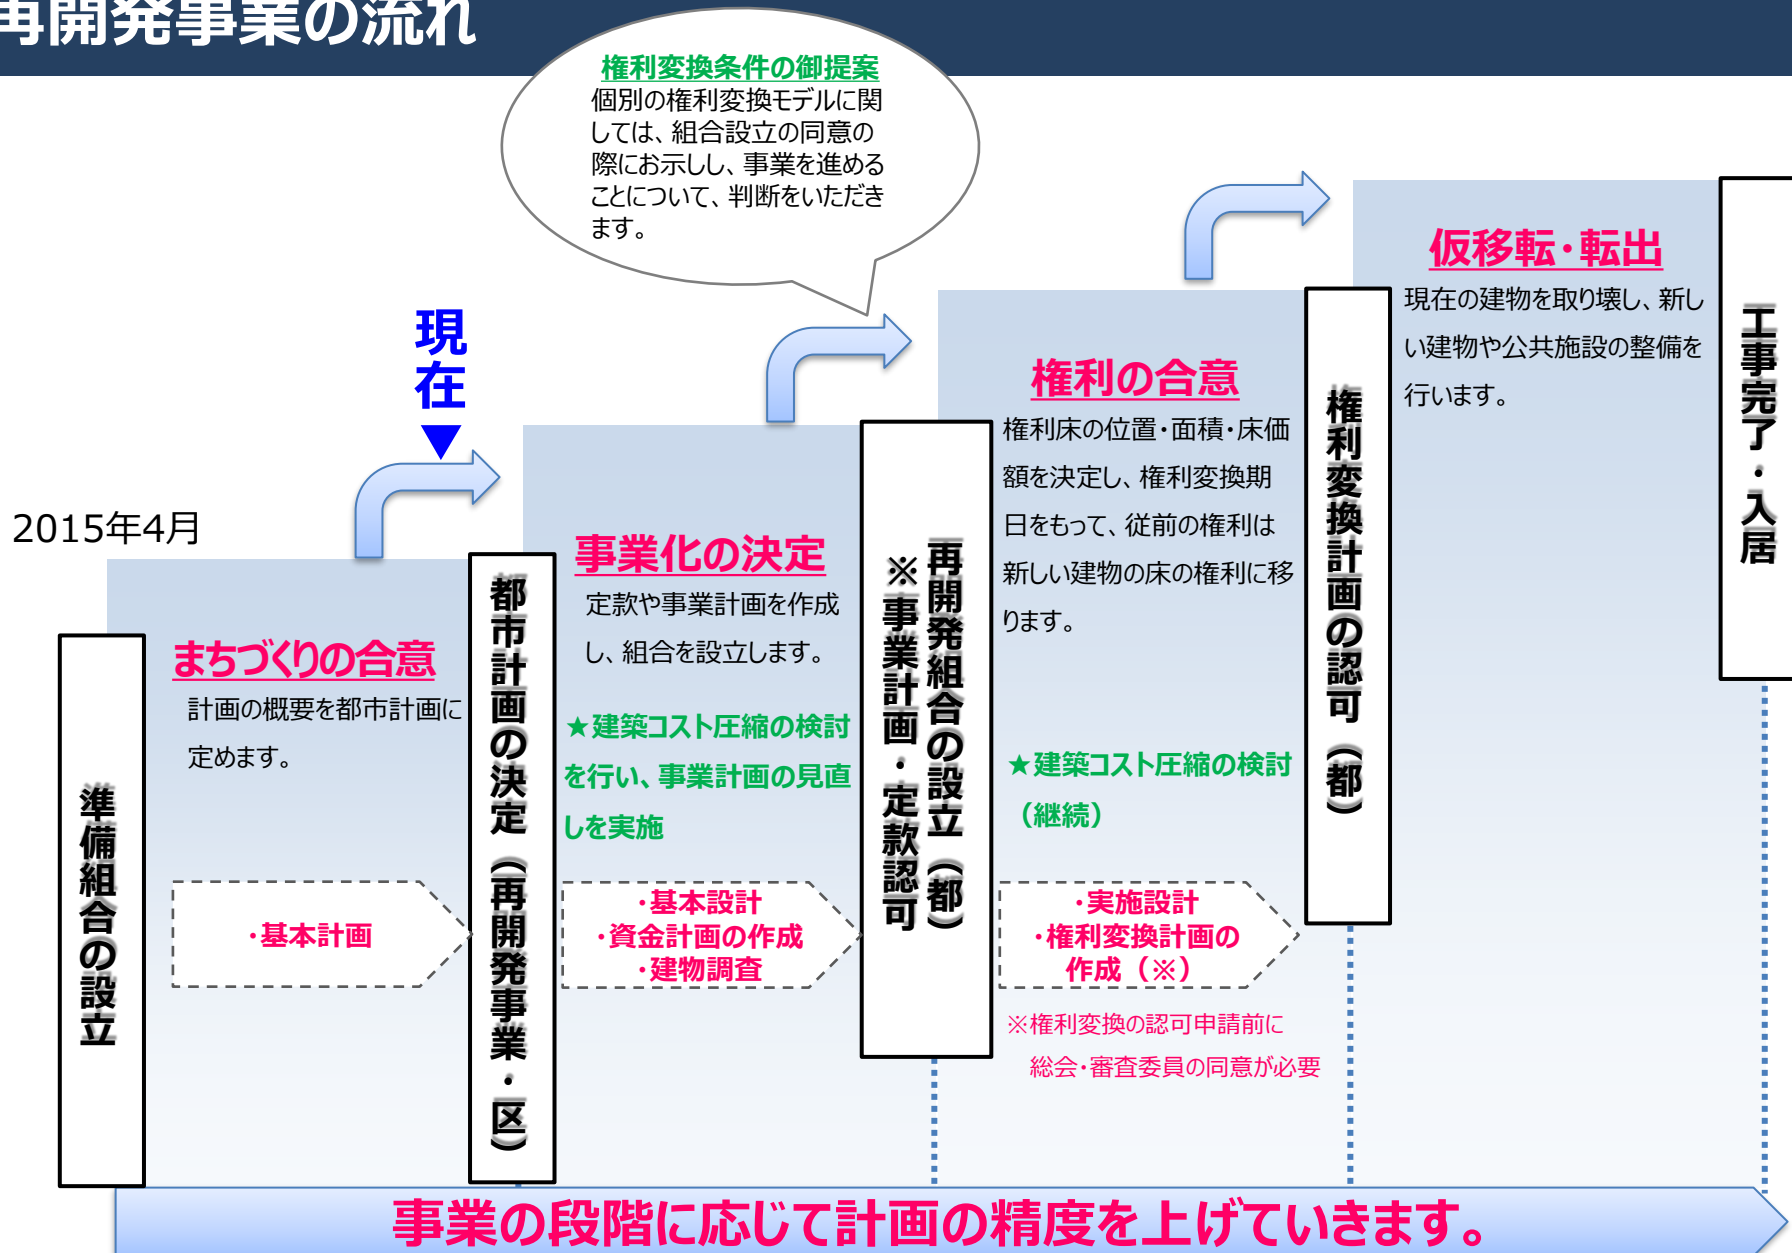 再開発事業の流れ
権利変換条件の御提案
個別の権利変換モデルに関
しては、組合設立の同意の
際にお示しし、事業を進める
ことについて、判断をいただき
ます。
現在
▼
2015年4月
準備組合の設立
まちづくりの合意
計画の概要を都市計画に
定めます。
・基本計画
都市計画の決定（再開発事業・区）
事業化の決定
定款や事業計画を作成
し、組合を設立します。
★建築コスト圧縮の検討
を行い、事業計画の見直
しを実施
・基本設計
・資金計画の作成
・建物調査
再開発組合の設立（都）
※事業計画・定款認可
権利の合意
権利床の位置・面積・床価
額を決定し、権利変換期
日をもって、従前の権利は
新しい建物の床の権利に移
ります。
★建築コスト圧縮の検討
（継続）
・実施設計
・権利変換計画の
作成（※）
※権利変換の認可申請前に
総会・審査委員の同意が必要
権利変換計画の認可（都）
仮移転・転出
現在の建物を取り壊し、新し
い建物や公共施設の整備を
行います。
工事完了・入居
事業の段階に応じて計画の精度を上げていきます。